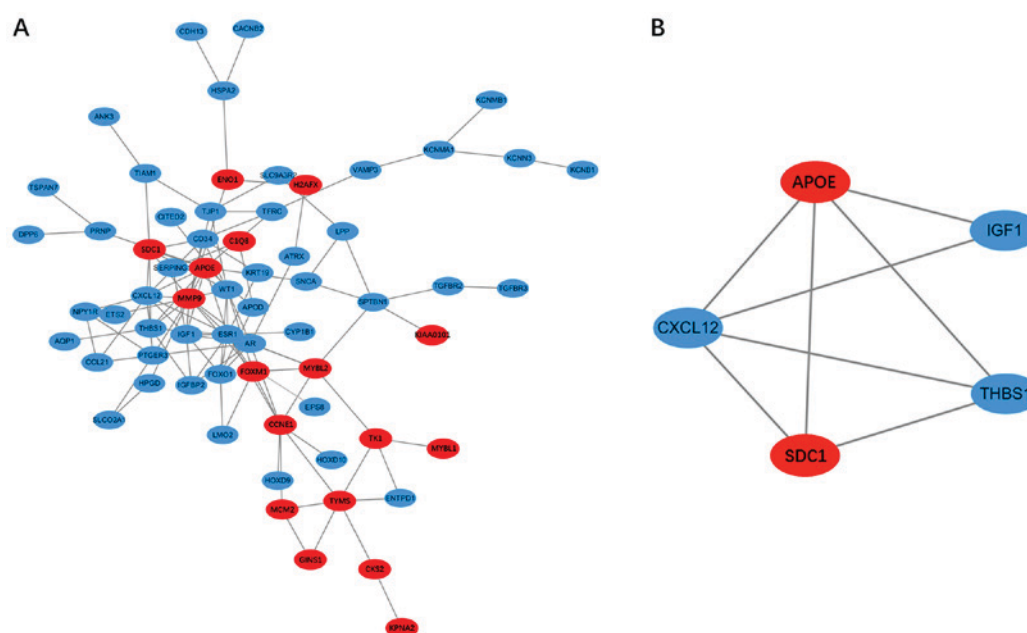 A
B
CDH13
CACNB2
HSPA2
KCNMB1
ANK3
KCNMA1
KCNN3
KCNB1
TIAM1
VAMP3
ENO1
H2AFX
TSPAN7
CITED2
TJP1
TFRC
DPP6
PRNP
SDC1
CD34
C1QB
LPP
ATRX
APOE
KRT19
SNCA
TGFBR2
TGFBR3
CXCL12
MMP9
WT1
APOD
SPTBN1
NPY1R
ETS2
THBS1
IGF1
ESR1
CYP1B1
KIAA0101
AQP1
AR
CCL21
PTGER3
HPGD
IGFBP2
FOXO1
FOXM1
MYBL2
EPS8
SLCO2A1
LMO2
CCNE1
TK1
MYBL1
HOXD10
HOXD9
MCM2
TYMS
ENTPD1
GINS1
CKS2
KPNA2
APOE
IGF1
CXCL12
THBS1
SDC1